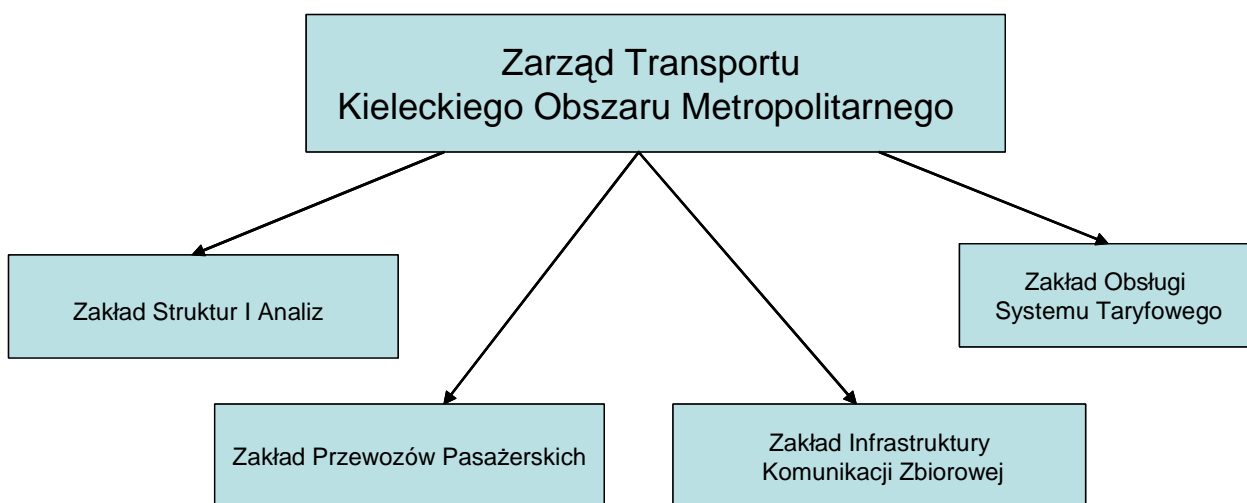 Zarząd Transportu
Kieleckiego Obszaru Metropolitarnego
Zakład Struktur I Analiz
Zakład Obsługi
Systemu Taryfowego
Zakład Przewozów Pasażerskich
Zakład Infrastruktury
Komunikacji Zbiorowej